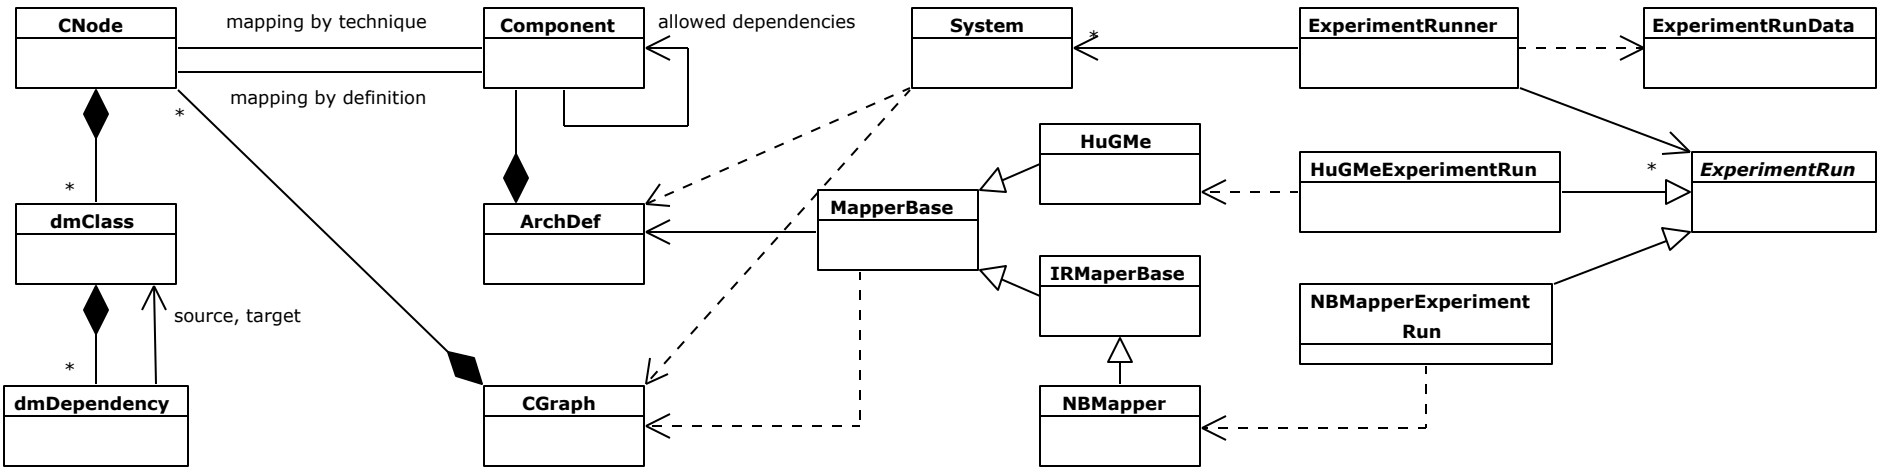 CNode
mapping by technique
Component
allowed dependencies
System
*
ExperimentRunner
ExperimentRunData
mapping by definition
*
HuGMe
HuGMeExperimentRun
*
ExperimentRun
*
dmClass
ArchDef
MapperBase
IRMaperBase
source, target
NBMapperExperiment
Run
*
dmDependency
CGraph
NBMapper